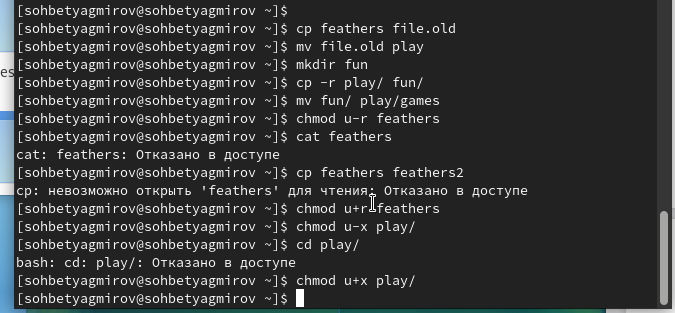 [sohbetyagmirov@sohbetyagmirov ~]$
[sohbetyagmirov@sohbetyagmirov ~]$ cp feathers file.old
[sohbetyagmirov@sohbetyagmirov ~]$ mv file.old play
[sohbetyagmirov@sohbetyagmirov ~]$ mkdir fun
[sohbetyagmirov@sohbetyagmirov ~]$ cp -r play/ fun/
[sohbetyagmirov@sohbetyagmirov ~]$ mv fun/ play/games
[sohbetyagmirov@sohbetyagmirov ~]$ chmod u-r feathers
[sohbetyagmirov@sohbetyagmirov ~]$ cat feathers
cat: feathers: Отказано в доступе
[sohbetyagmirov@sohbetyagmirov ~]$ cp feathers feathers2
cp: невозможно открыть 'feathers' для чтения: Отказано в доступе
[sohbetyagmirov@sohbetyagmirov ~]$ chmod u+r feathers
[sohbetyagmirov@sohbetyagmirov ~]$ chmod u-x play/
[sohbetyagmirov@sohbetyagmirov ~]$ cd play/
bash: cd: play/: Отказано в доступе
[sohbetyagmirov@sohbetyagmirov ~]$ chmod u+x play/
[sohbetyagmirov@sohbetyagmirov ~]$